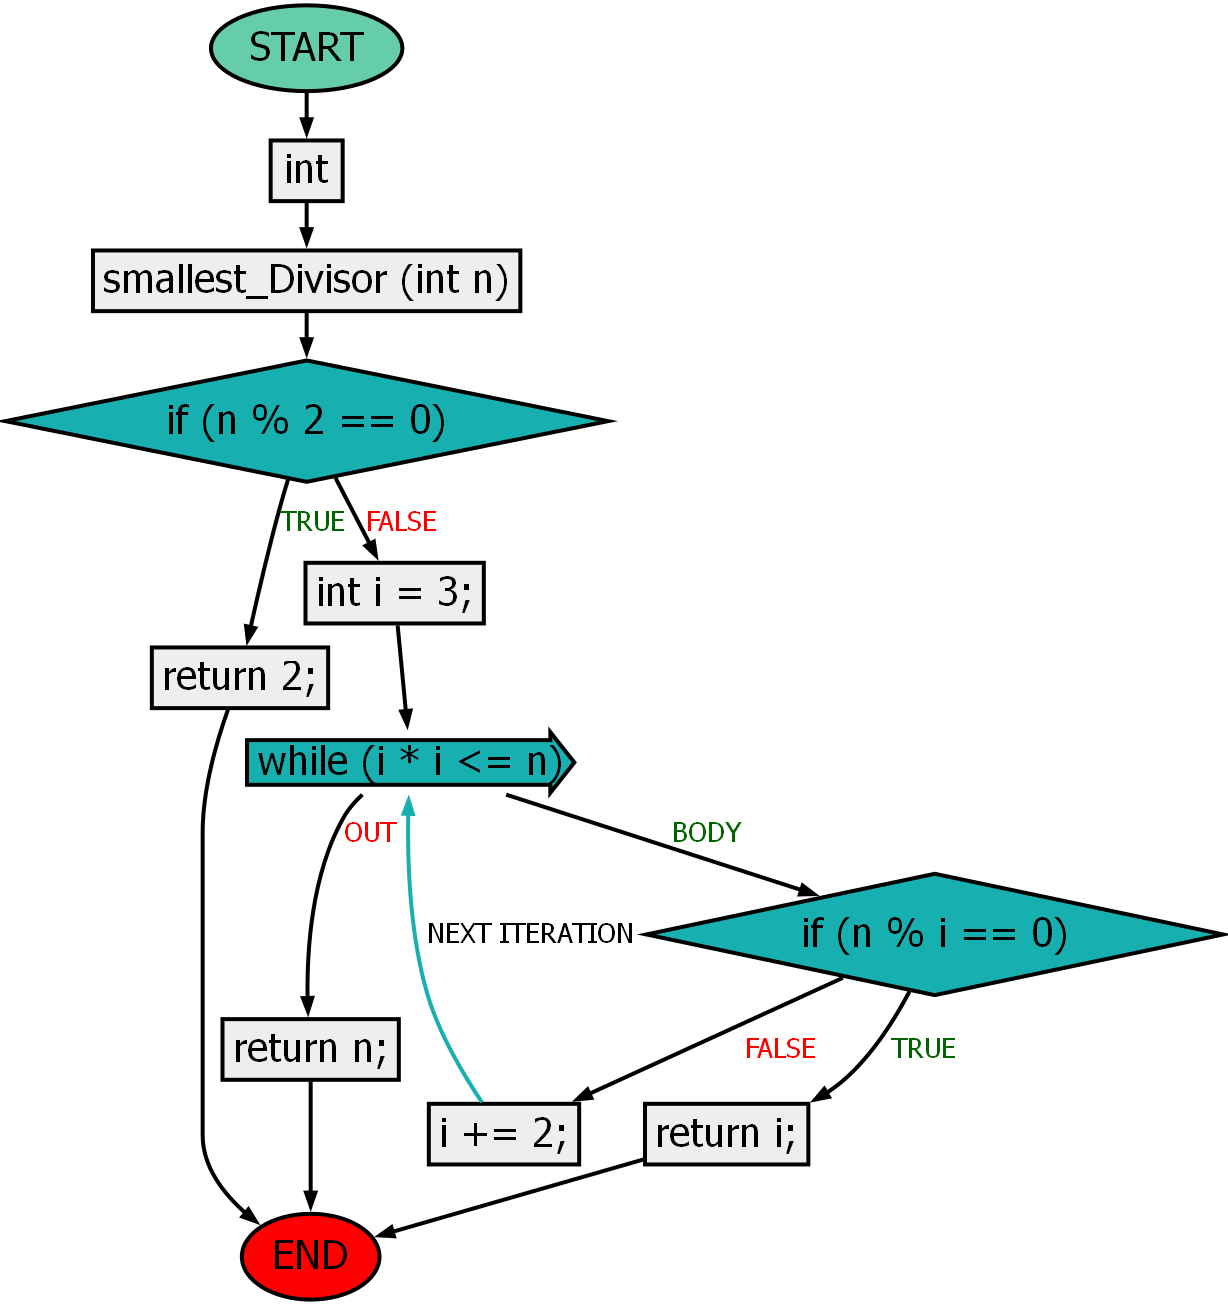 START
int
smallest_Divisor (int n)
if (n % 2 == 0)
TRUE
FALSE
int i = 3;
return 2;
while (i * i <= n)
OUT
BODY
NEXT ITERATION
if (n % i == 0)
return n;
FALSE
TRUE
i += 2;
return i;
END